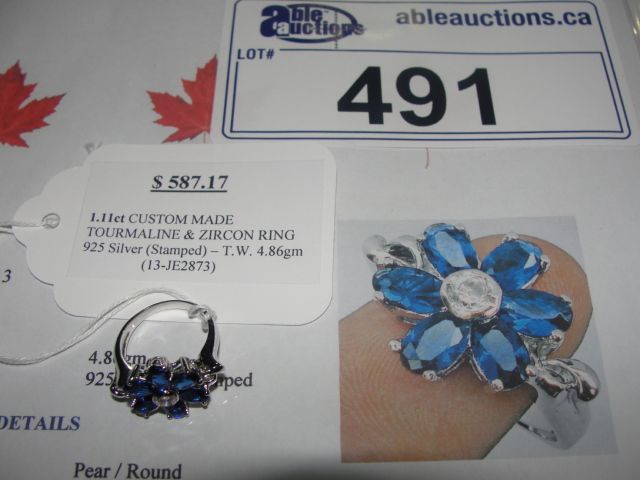 able auctions
ableauctions.ca
LOT#
491
$ 587.17
1.11ct CUSTOM MADE
TOURMALINE & ZIRCON RING
925 Silver (Stamped) – T.W. 4.86gm
(13-JE2873)
3
4.8
925
DETAILS
Pear / Round